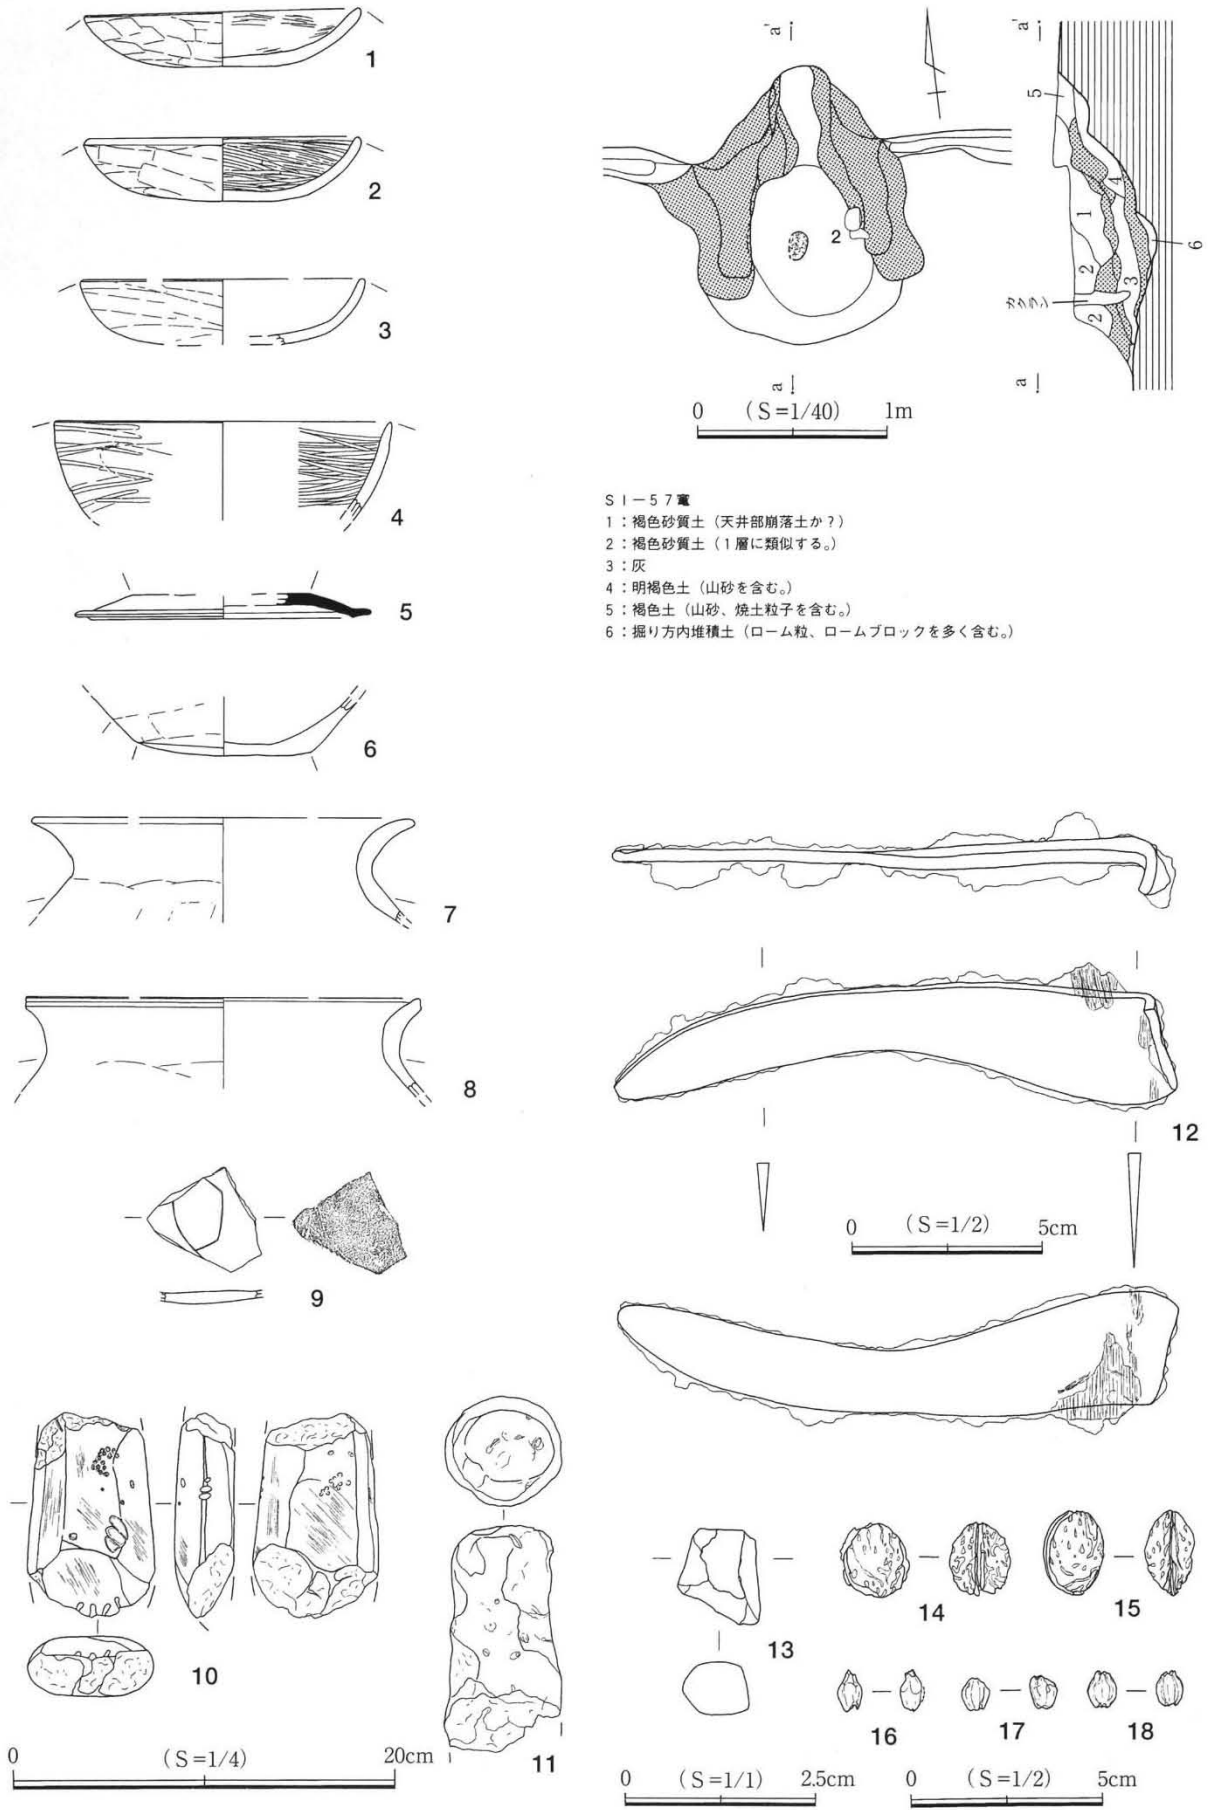 1
2
3
4
5
6
7
8
9
10
11
0 (S=1/4) 20cm
a'
a'
2
a
a
5
4
1
2
3
6
カクラン
2
0 (S=1/40) 1m
SI-57竃
1：褐色砂質土（天井部崩落土か？）
2：褐色砂質土（1層に類似する。）
3：灰
4：明褐色土（山砂を含む。）
5：褐色土（山砂、焼土粒子を含む。）
6：掘り方内堆積土（ローム粒、ロームブロックを多く含む。）
12
0 (S=1/2) 5cm
13
14
15
16
17
18
0 (S=1/1) 2.5cm
0 (S=1/2) 5cm